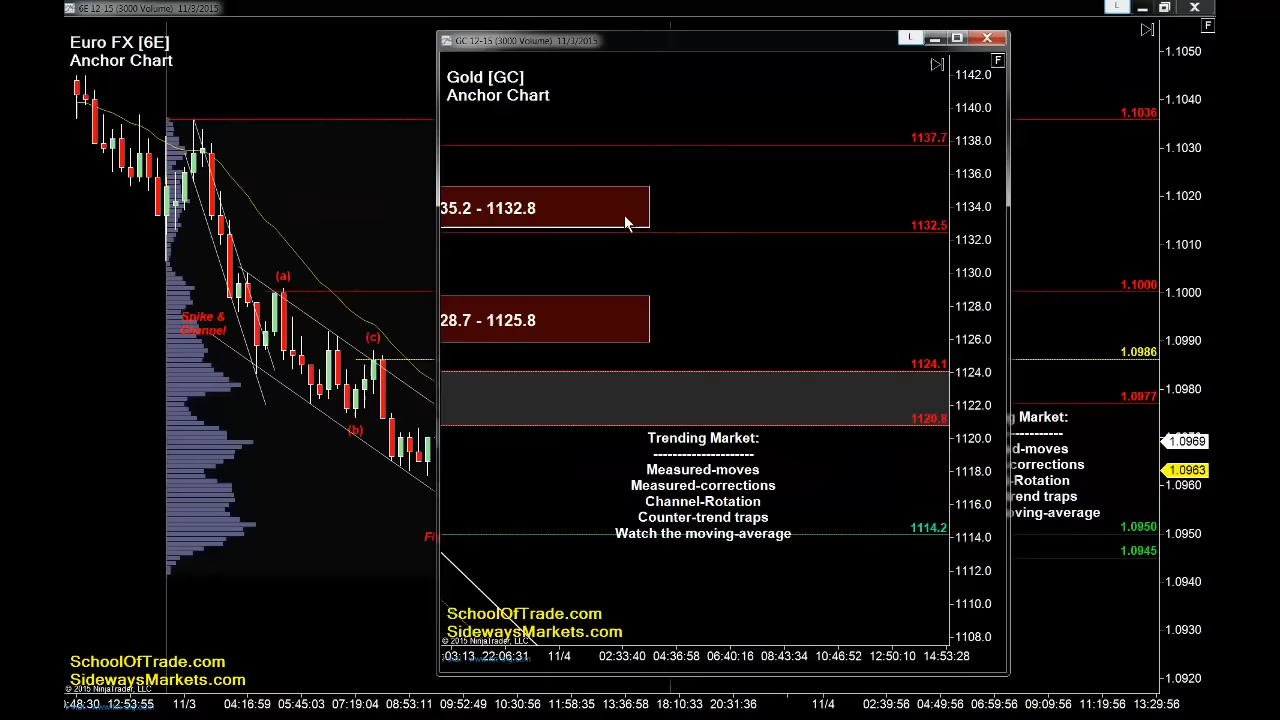 6E 12-15 (3000 Volume) 11/3/2015
L
F
Euro FX [6E]
Anchor Chart
(a)
(c)
(b)
Spike &
Channel
1.1036
1.1000
1.0986
1.0977
1.0950
1.0945
1.1050
1.1040
1.1030
1.1020
1.1010
1.1000
1.0990
1.0980
1.0969
1.0963
1.0960
1.0950
1.0940
1.0930
1.0920
g Market:
-----------
d-moves
corrections
-Rotation
rend traps
oving-average
SchoolOfTrade.com
SidewaysMarkets.com
© 2015 NinjaTrader, LLC
:48:30 12:53:55 11/3 04:16:59 05:45:03 07:19:04 08:53:11 09:52:40 10:30:56 11:58:35 13:36:58 18:10:33 20:31:36 11/4 02:39:56 04:49:56 06:59:56 09:09:56 11:19:56 13:29:56
GC 12-15 (3000 Volume) 11/3/2015
L
F
Gold [GC]
Anchor Chart
1137.7
35.2 - 1132.8
1132.5
28.7 - 1125.8
1124.1
1120.8
Trending Market:
---------------------
Measured-moves
Measured-corrections
Channel-Rotation
Counter-trend traps
Watch the moving-average
1114.2
1142.0
1140.0
1138.0
1136.0
1134.0
1132.0
1130.0
1128.0
1126.0
1124.0
1122.0
1120.0
1118.0
1116.0
1114.0
1112.0
1110.0
1108.0
SchoolOfTrade.com
SidewaysMarkets.com
© 2015 NinjaTrader, LLC
:03:13 22:06:31 11/4 02:33:40 04:36:58 06:40:16 08:43:34 10:46:52 12:50:10 14:53:28